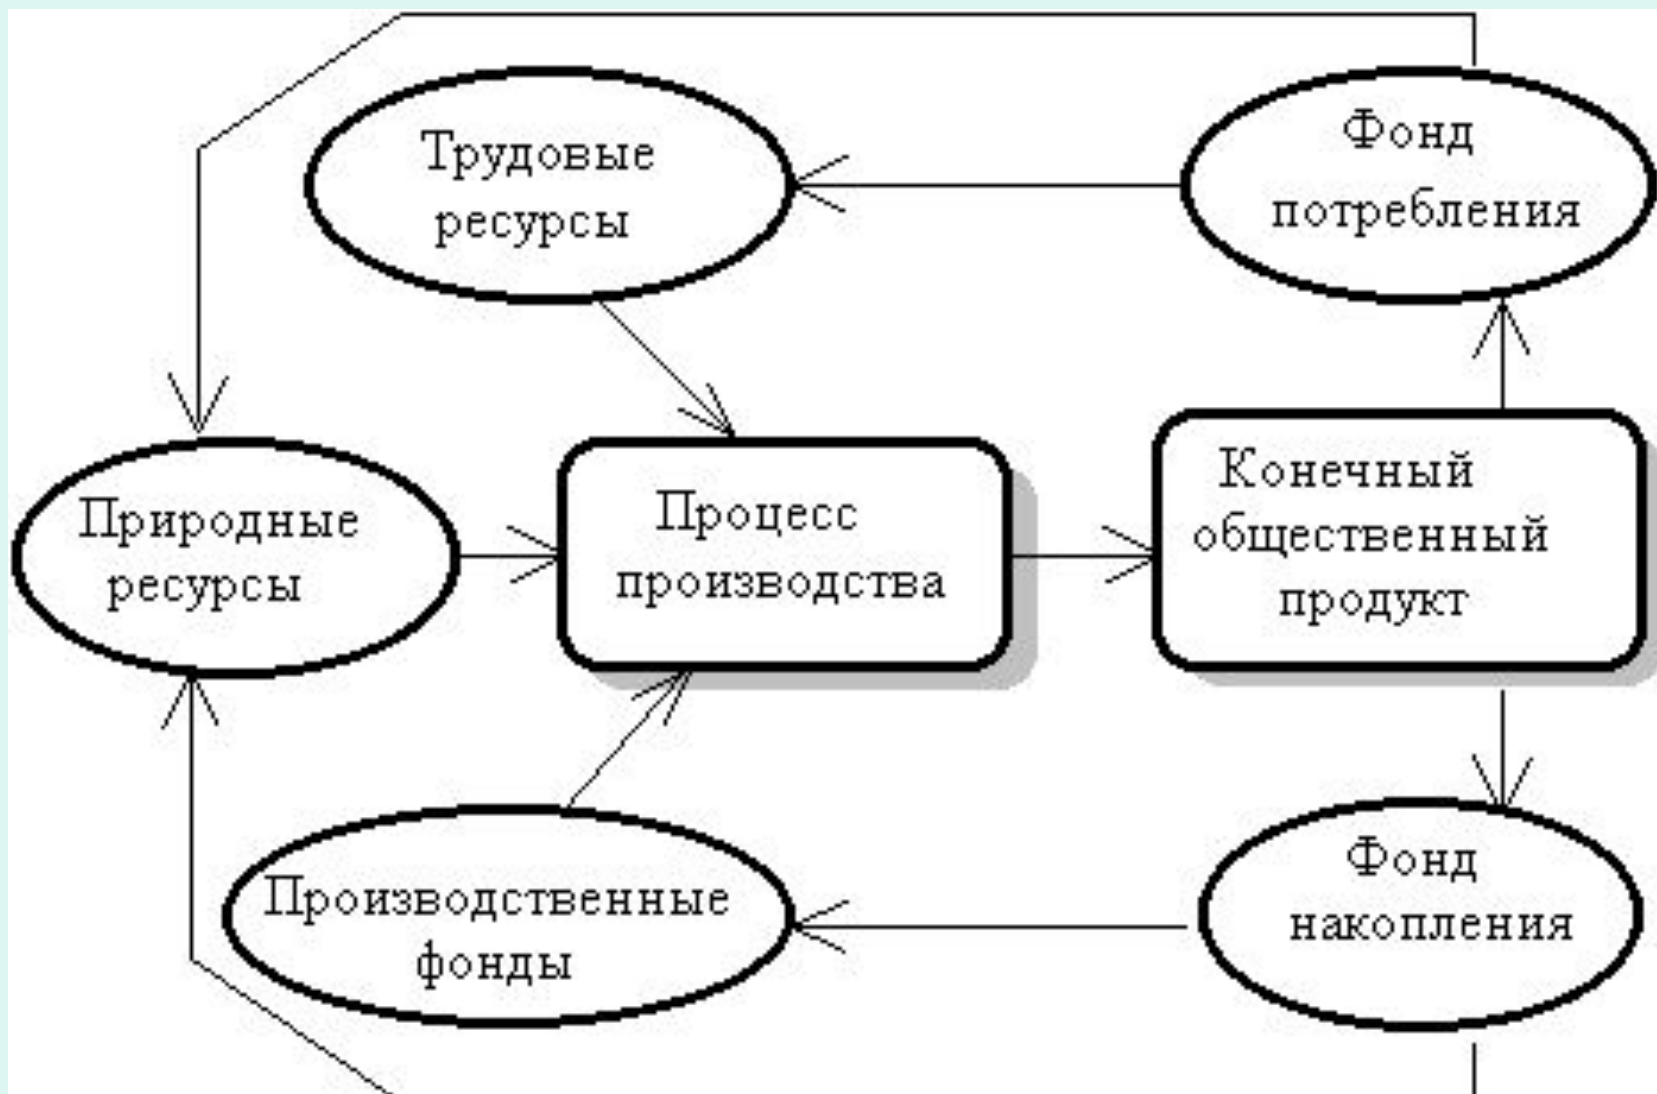 Трудовые
ресурсы
Фонд
потребления
Природные
ресурсы
Процесс
производства
Конечный
общественный
продукт
Производственные
фонды
Фонд
накопления